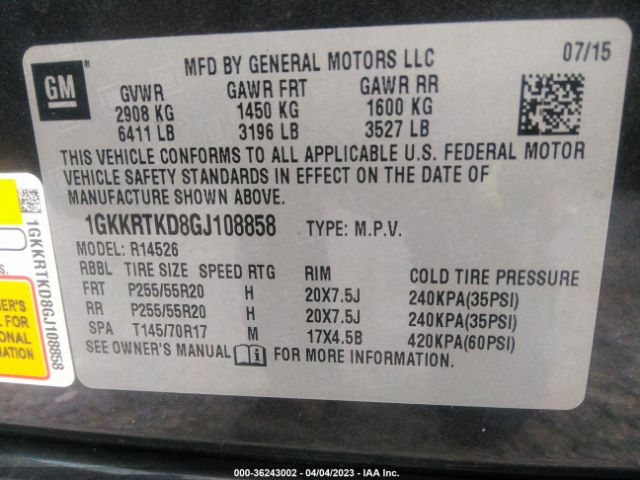 GM®
MFD BY GENERAL MOTORS LLC 07/15
GVWR GAWR FRT GAWR RR
2908 KG 1450 KG 1600 KG
6411 LB 3196 LB 3527 LB
THIS VEHICLE CONFORMS TO ALL APPLICABLE U.S. FEDERAL MOTOR
VEHICLE SAFETY STANDARDS IN EFFECT ON THE DATE OF
MANUFACTURE SHOWN ABOVE.
1GKKRTKD8GJ108858 TYPE: M.P.V.
MODEL: R14526
RBBL TIRE SIZE SPEED RTG RIM COLD TIRE PRESSURE
FRT P255/55R20 H 20X7.5J 240KPA(35PSI)
RR P255/55R20 H 20X7.5J 240KPA(35PSI)
SPA T145/70R17 M 17X4.5B 420KPA(60PSI)
SEE OWNER'S MANUAL FOR MORE INFORMATION.
1GKKRTKD8GJ108858
S.
NER'S
L FOR
IONAL
TION
000-36243002 - 04/04/2023 - IAA Inc.